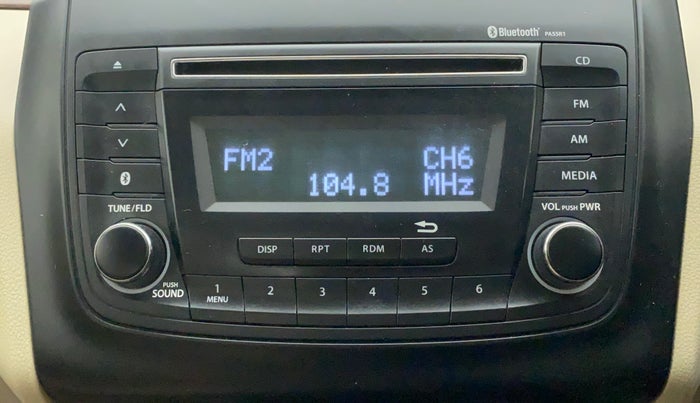 Bluetooth PASSR1
CD
FM
AM
MEDIA
FM2 CH6
104.8 MHz
TUNE/FLD
VOL PUSH PWR
DISP RPT RDM AS
PUSH
SOUND
1 2 3 4 5 6
MENU